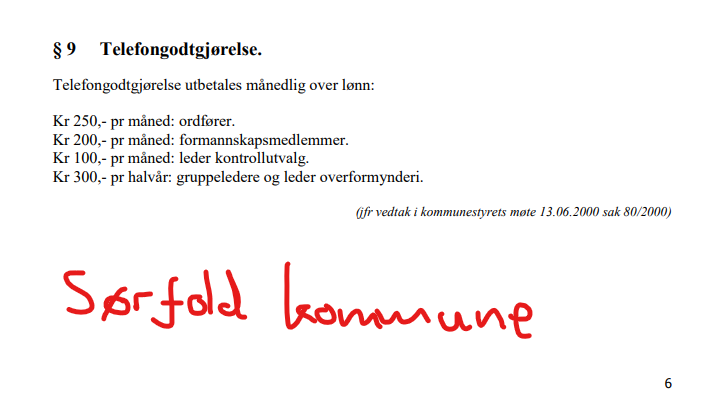 § 9 Telefongodtgjørelse.
Telefongodtgjørelse utbetales månedlig over lønn:
Kr 250,- pr måned: ordfører.
Kr 200,- pr måned: formannskapsmedlemmer.
Kr 100,- pr måned: leder kontrollutvalg.
Kr 300,- pr halvår: gruppeledere og leder overformynderi.
(jfr vedtak i kommunestyrets møte 13.06.2000 sak 80/2000)
Sørfold kommune
6